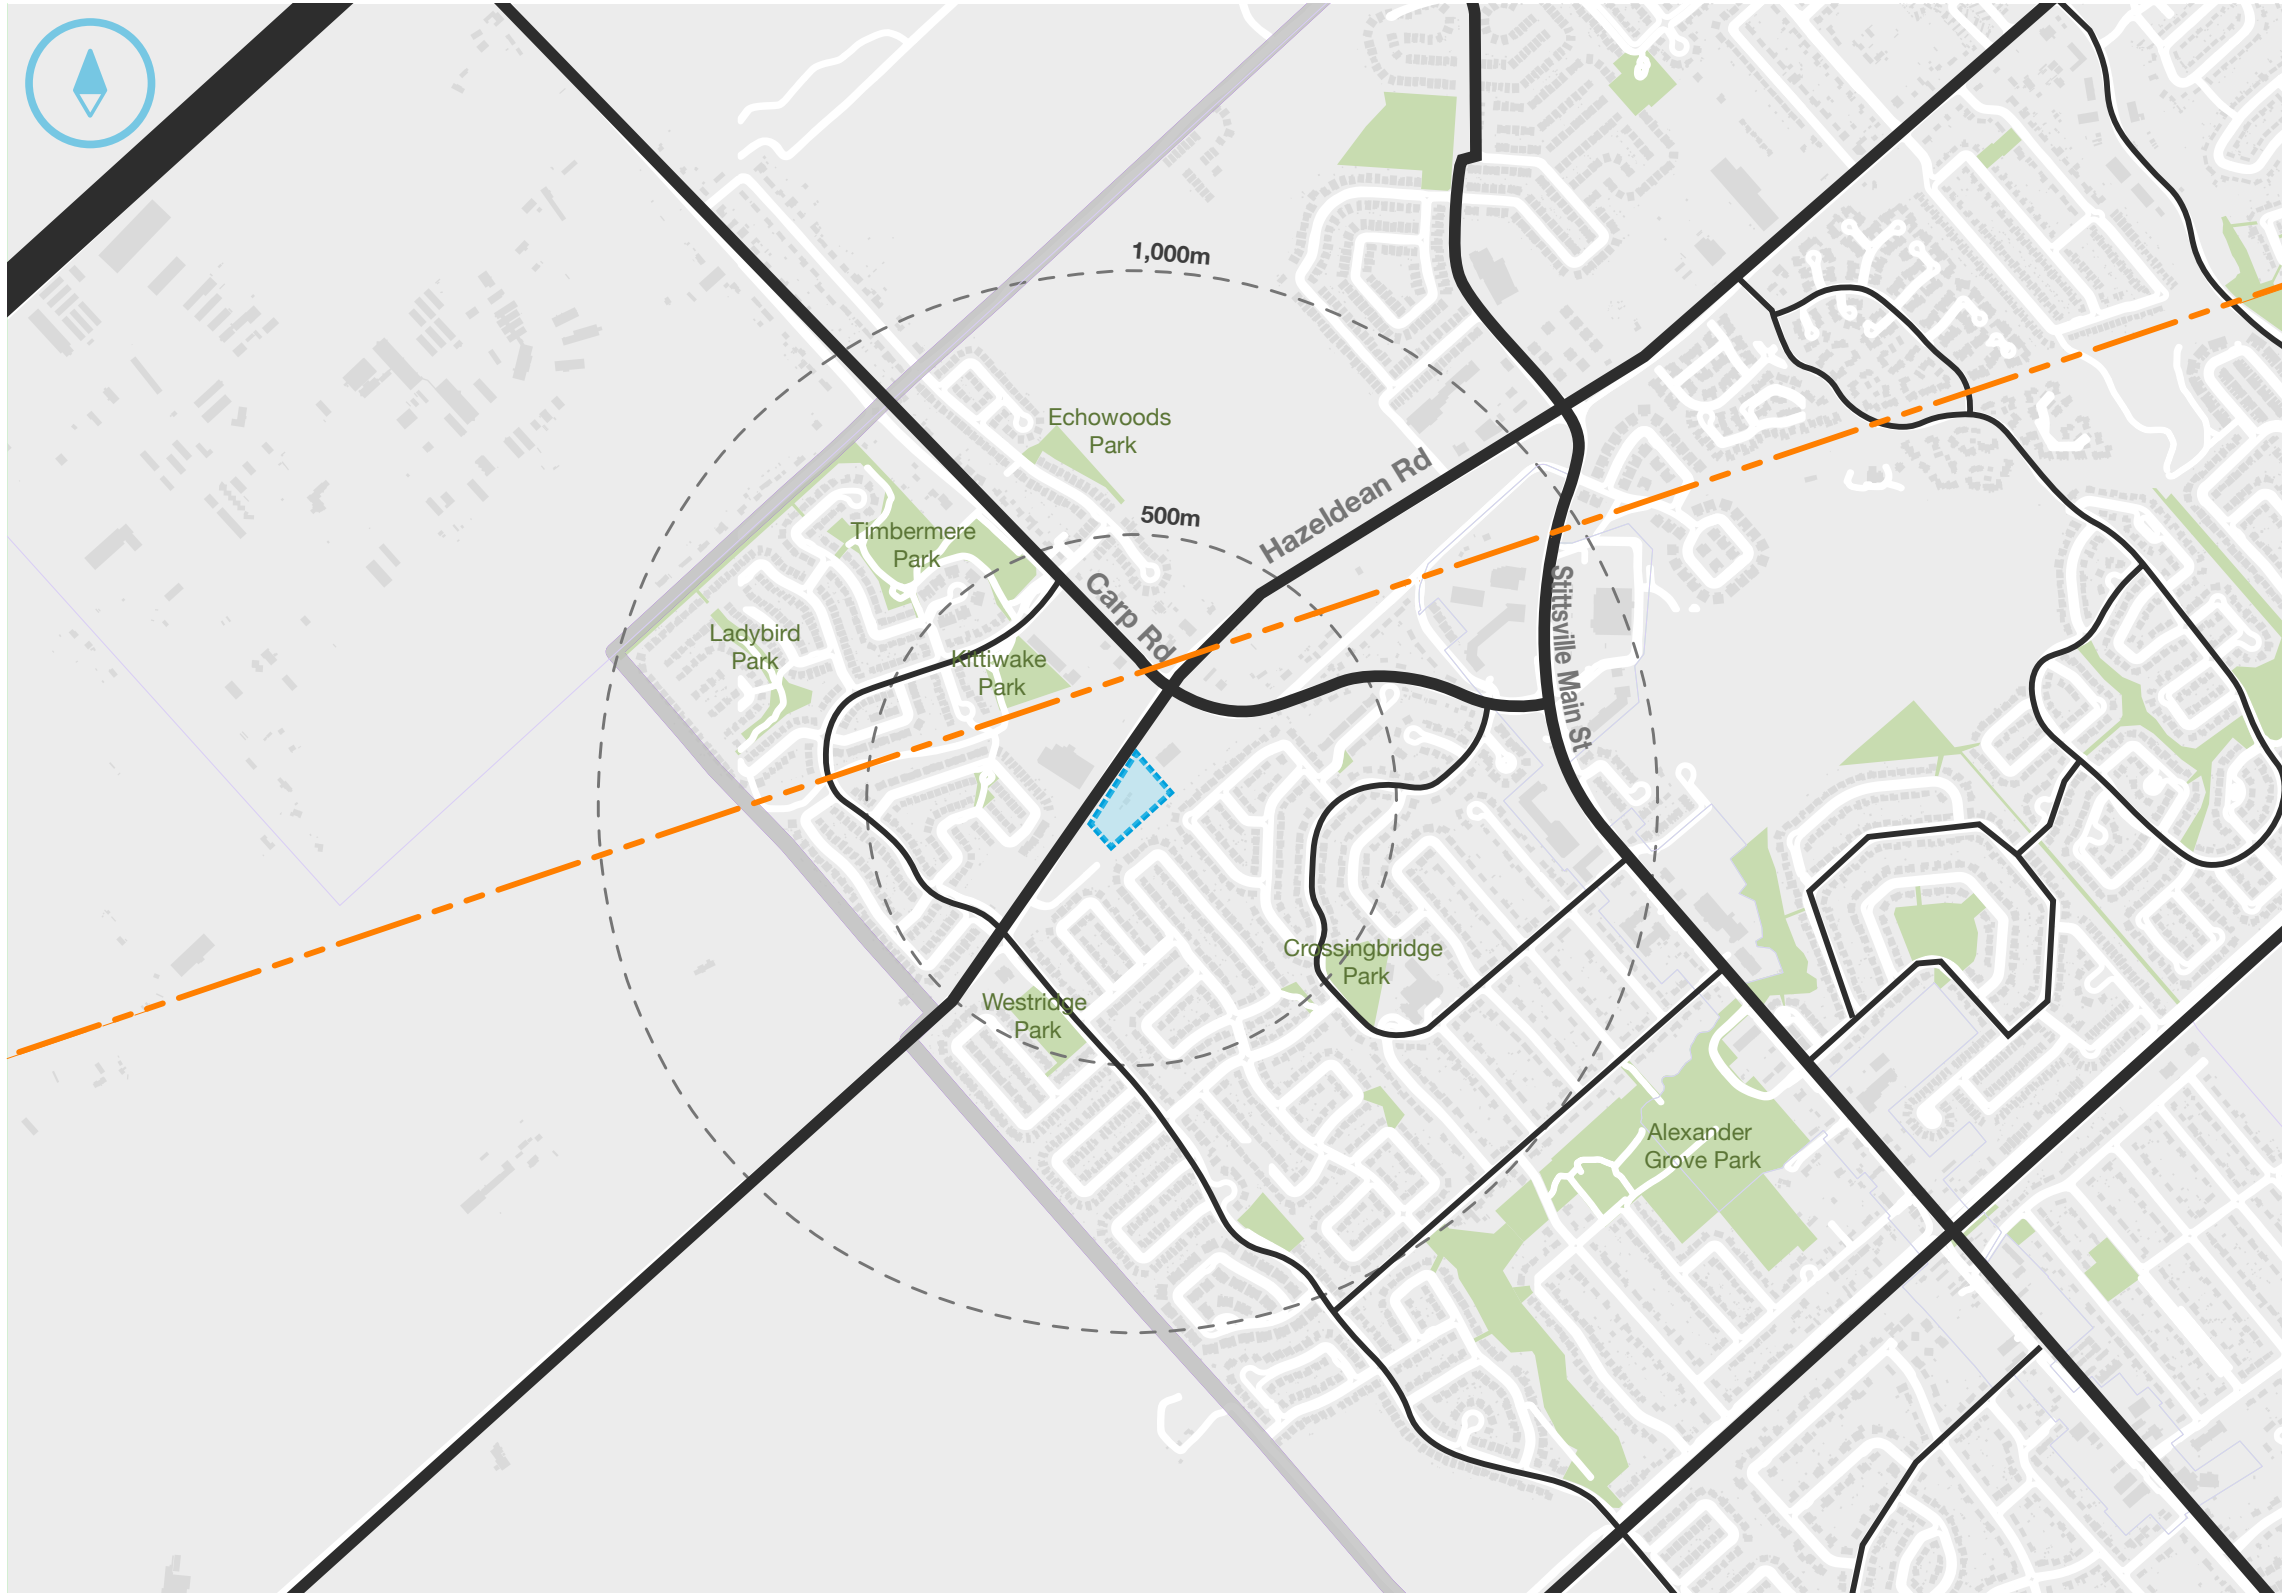 1,000m
Echowoods
Park
Hazeldean Rd
500m
Timbermere
Park
Carp Rd
Stittsville Main St
Ladybird
Park
Kittiwake
Park
Crossingbridge
Park
Westridge
Park
Alexander
Grove Park